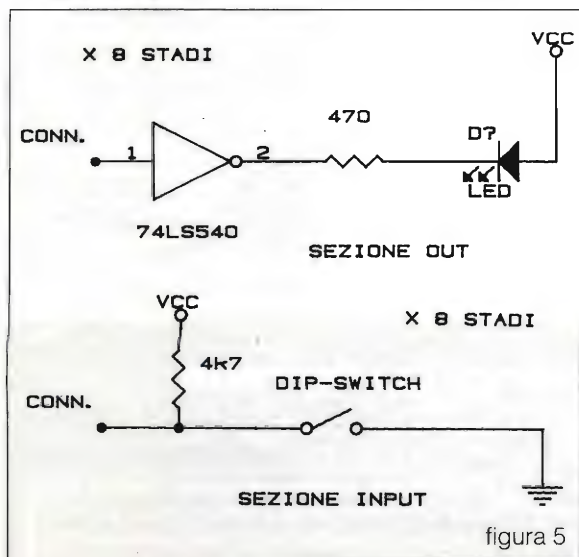 X 8 STADI
VCC
CONN.
1
2
470
D?
LED
74LS540
SEZIONE OUT
VCC
X 8 STADI
4k7
CONN.
DIP-SWITCH
SEZIONE INPUT
figura 5